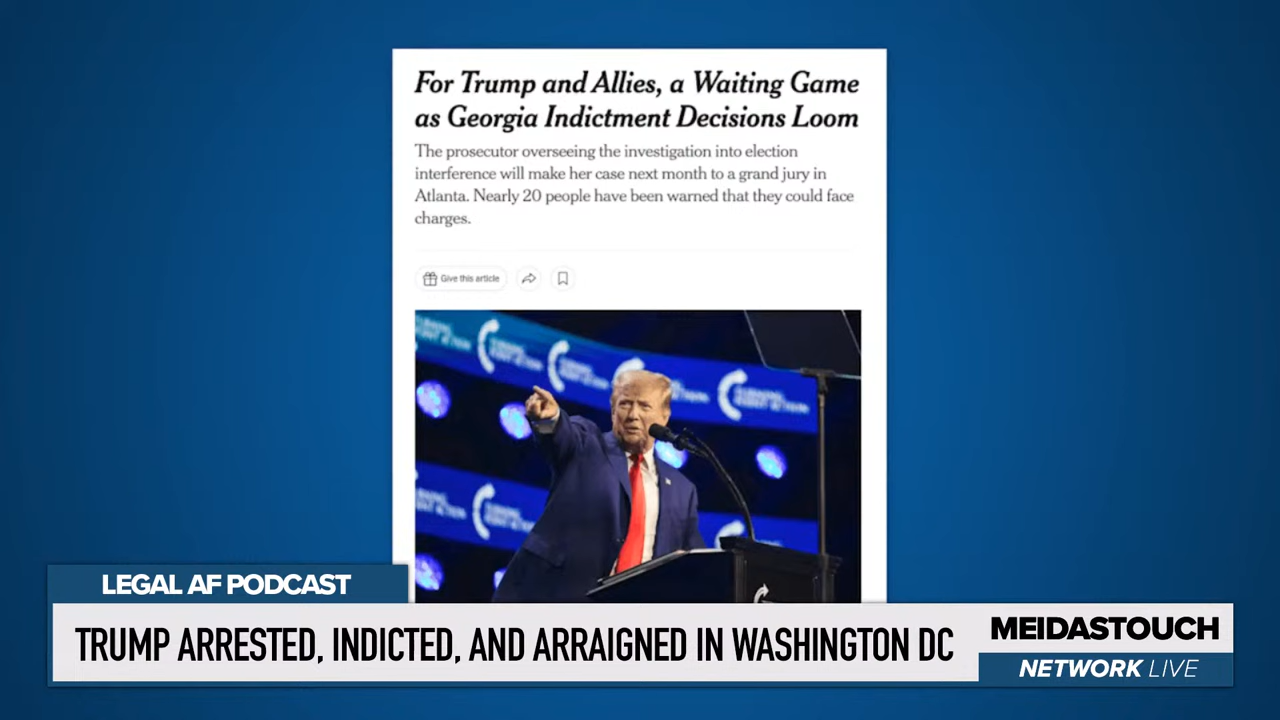 For Trump and Allies, a Waiting Game
as Georgia Indictment Decisions Loom
The prosecutor overseeing the investigation into election
interference will make her case next month to a grand jury in
Atlanta. Nearly 20 people have been warned that they could face
charges.
Give this article
LEGAL AF PODCAST
TRUMP ARRESTED, INDICTED, AND ARRAIGNED IN WASHINGTON DC
MEIDASTOUCH
NETWORK LIVE